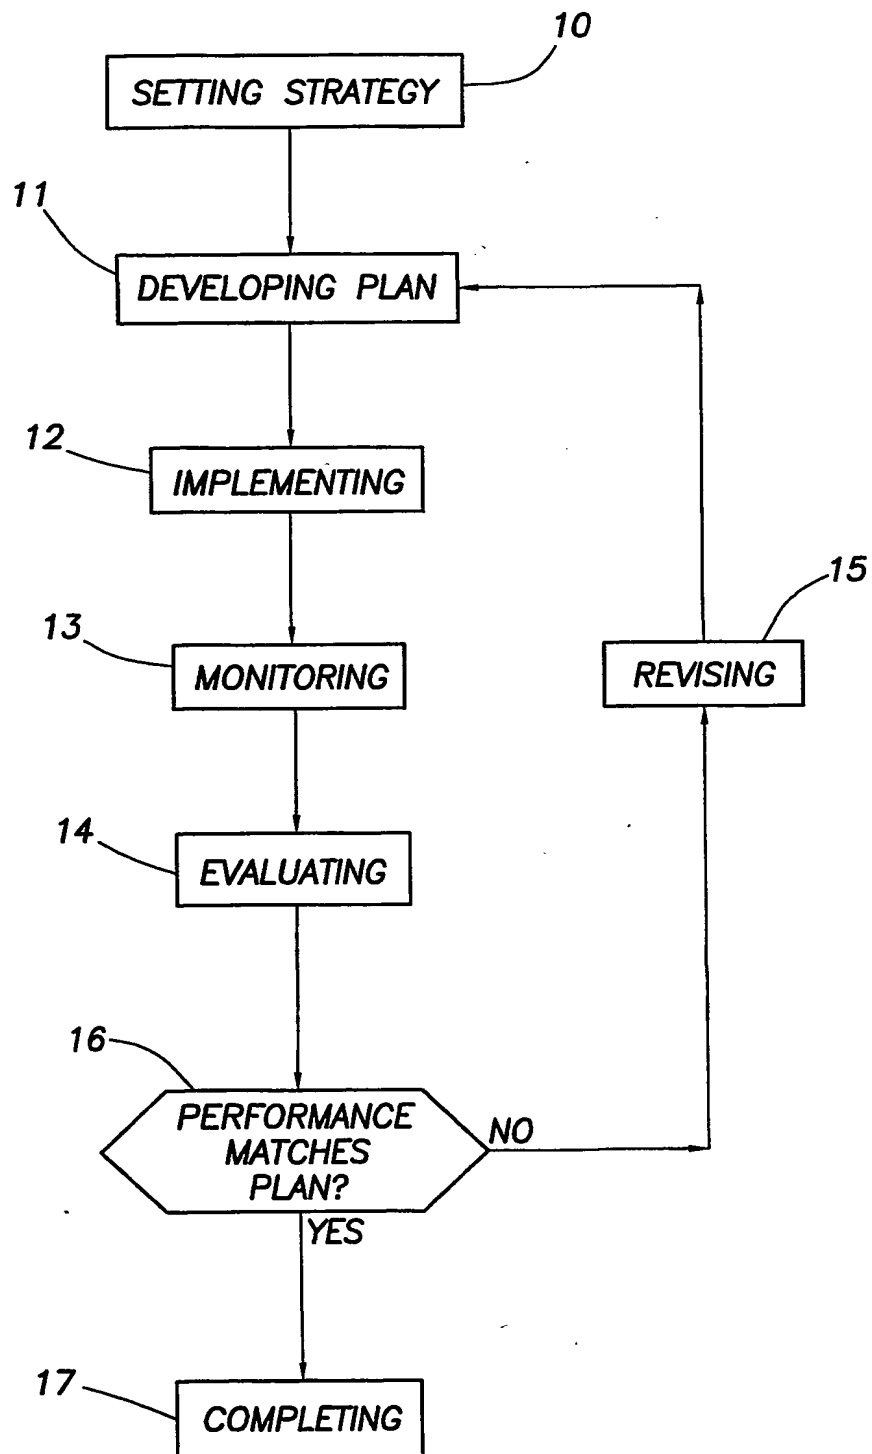 10
SETTING STRATEGY
11
DEVELOPING PLAN
12
IMPLEMENTING
13
MONITORING
15
REVISING
14
EVALUATING
16
PERFORMANCE
MATCHES
PLAN?
NO
YES
17
COMPLETING